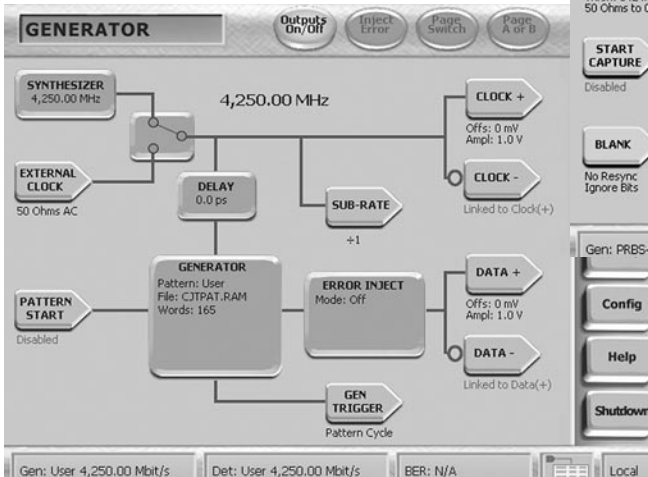 GENERATOR
Outputs
On/Off
Inject
Error
Page
Switch
Page
A or B
50 Ohms to
START
CAPTURE
Disabled
BLANK
No Resync
Ignore Bits
Gen: PRBS-
Config
Help
Shutdown
SYNTHESIZER
4,250.00 MHz
4,250.00 MHz
CLOCK +
Offs: 0 mV
Ampl: 1.0 V
EXTERNAL
CLOCK
50 Ohms AC
DELAY
0.0 ps
SUB-RATE
÷1
CLOCK -
Linked to Clock(+)
PATTERN
START
Disabled
GENERATOR
Pattern: User
File: CJTPAT.RAM
Words: 165
ERROR INJECT
Mode: Off
DATA +
Offs: 0 mV
Ampl: 1.0 V
DATA -
Linked to Data(+)
GEN
TRIGGER
Pattern Cycle
Gen: User 4,250.00 Mbit/s
Det: User 4,250.00 Mbit/s
BER: N/A
Local